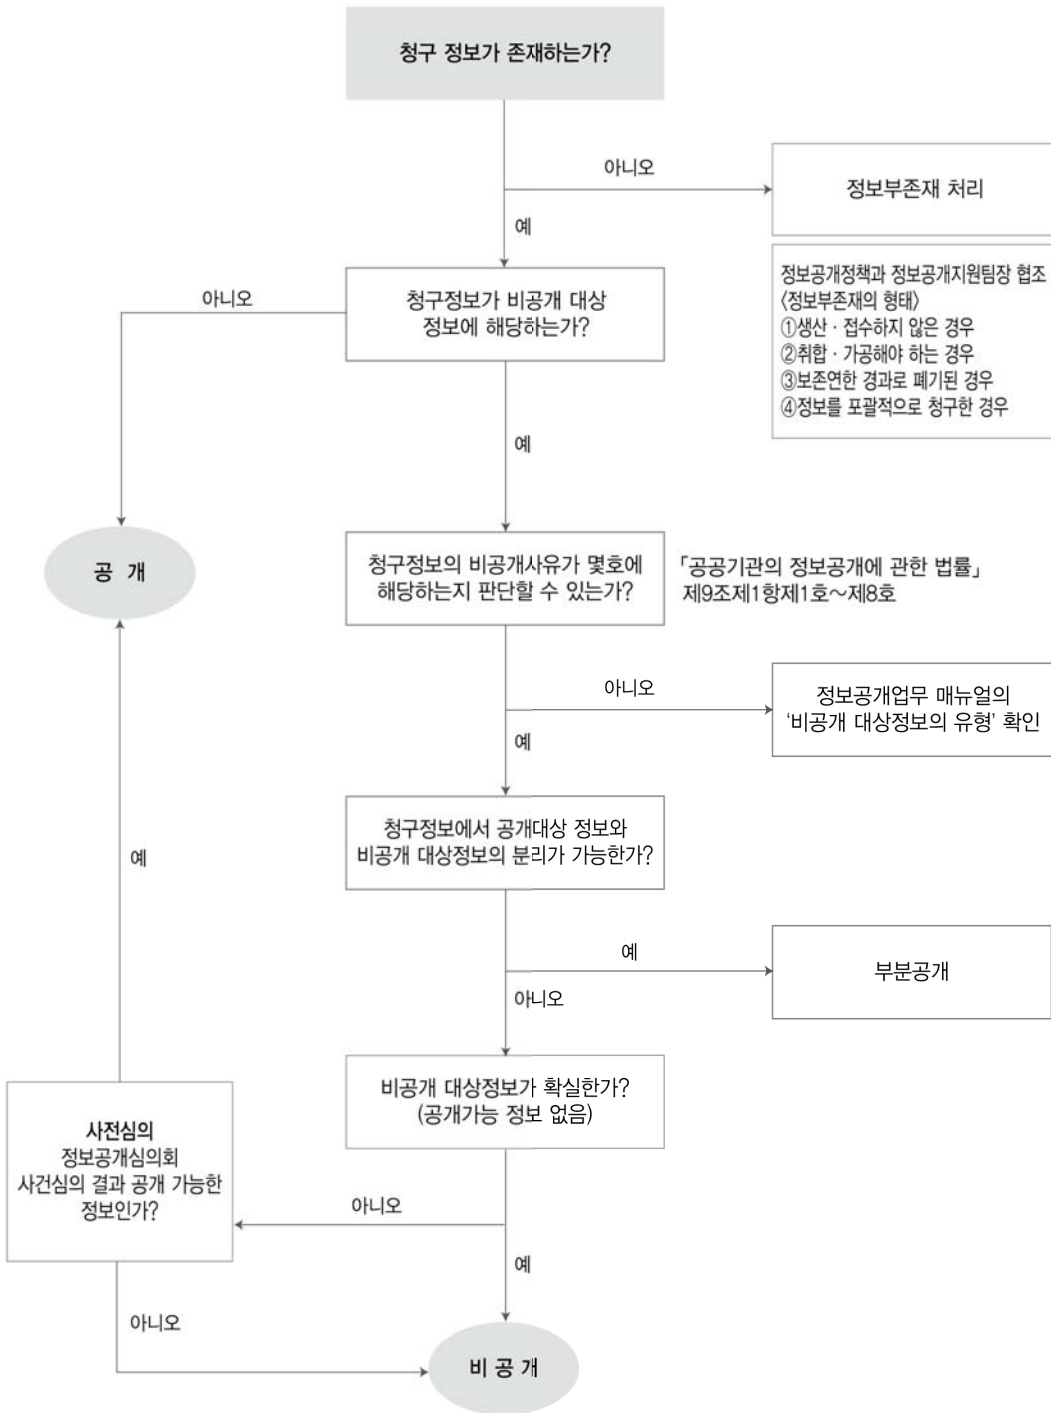 청구 정보가 존재하는가?
아니오
정보부존재 처리
예
정보공개정책과 정보공개지원팀장 협조
〈정보부존재의 형태〉
①생산 · 접수하지 않은 경우
②취합 · 가공해야 하는 경우
③보존연한 경과로 폐기된 경우
④정보를 포괄적으로 청구한 경우
아니오
청구정보가 비공개 대상
정보에 해당하는가?
예
공 개
청구정보의 비공개사유가 몇호에
해당하는지 판단할 수 있는가?
「공공기관의 정보공개에 관한 법률」
제9조제1항제1호~제8호
아니오
정보공개업무 매뉴얼의
‘비공개 대상정보의 유형’ 확인
예
청구정보에서 공개대상 정보와
비공개 대상정보의 분리가 가능한가?
예
예
부분공개
아니오
비공개 대상정보가 확실한가?
(공개가능 정보 없음)
사전심의
정보공개심의회
사건심의 결과 공개 가능한
정보인가?
아니오
예
아니오
비 공 개